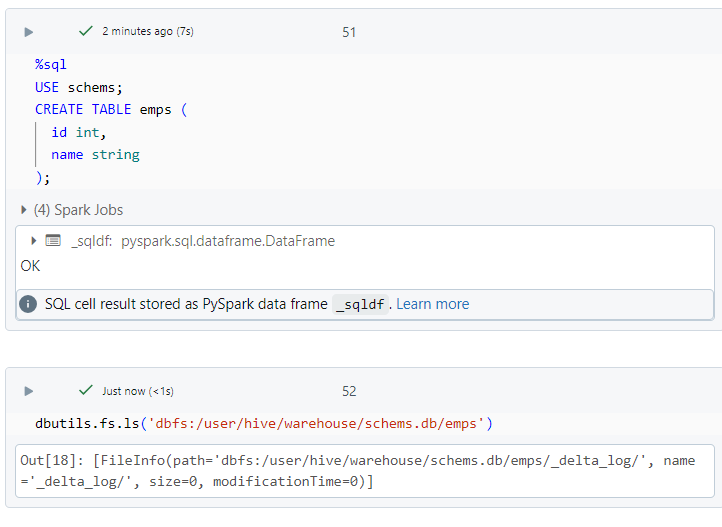 2 minutes ago (7s)
51
%sql
USE schems;
CREATE TABLE emps (
id int,
name string
);
(4) Spark Jobs
_sqldf: pyspark.sql.dataframe.DataFrame
OK
SQL cell result stored as PySpark data frame _sqldf. Learn more
Just now (<1s)
52
dbutils.fs.ls('dbfs:/user/hive/warehouse/schems.db/emps')
Out[18]: [FileInfo(path='dbfs:/user/hive/warehouse/schems.db/emps/_delta_log/', name
='_delta_log/', size=0, modificationTime=0)]